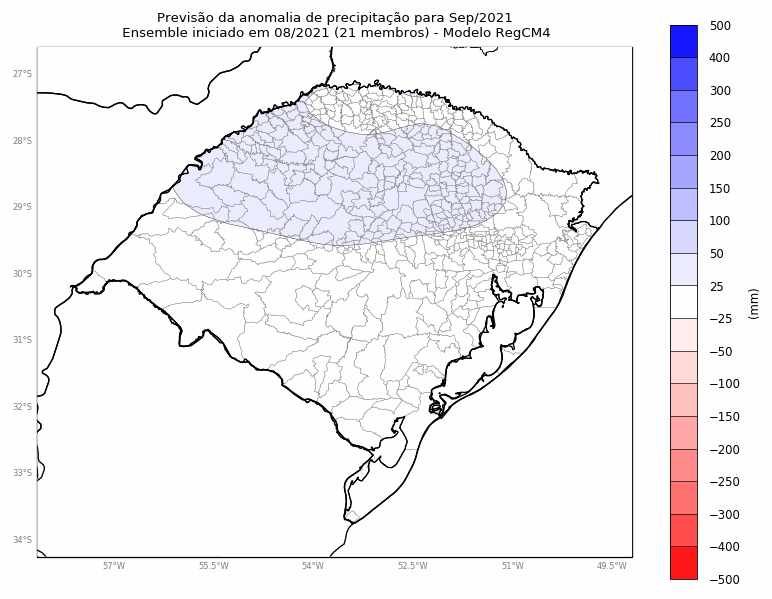 Previsão da anomalia de precipitação para Sep/2021
Ensemble iniciado em 08/2021 (21 membros) - Modelo RegCM4
27°S
28°S
29°S
30°S
31°S
32°S
33°S
34°S
57°W
55.5°W
54°W
52.5°W
51°W
49.5°W
500
400
300
250
200
150
100
50
25
−25
−50
−100
−150
−200
−250
−300
−400
−500
(mm)